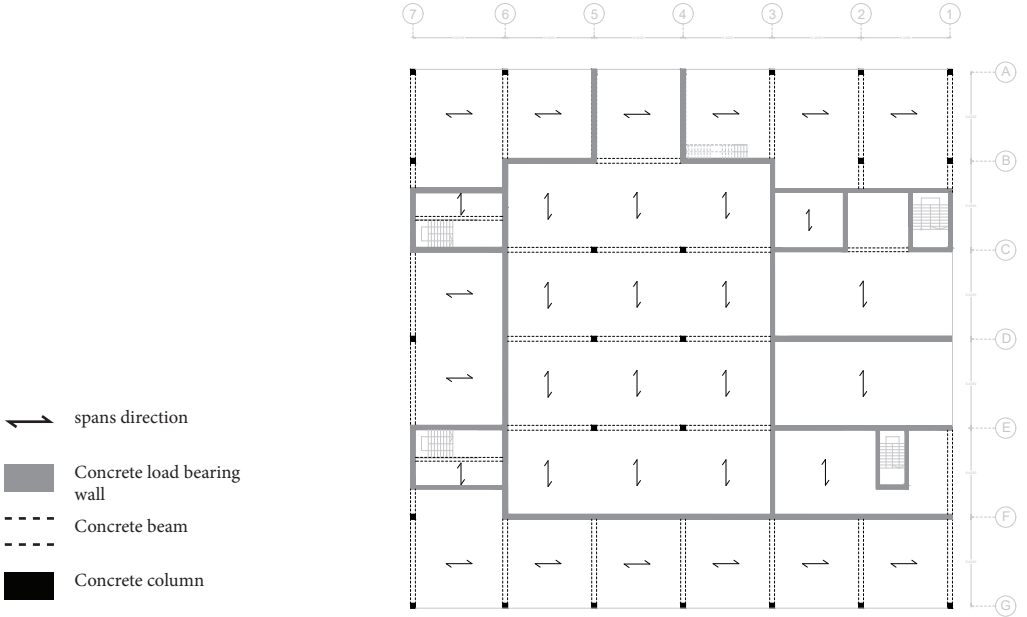 7 6 5 4 3 2 1
A
B
C
D
E
F
G
spans direction
Concrete load bearing
wall
Concrete beam
Concrete column